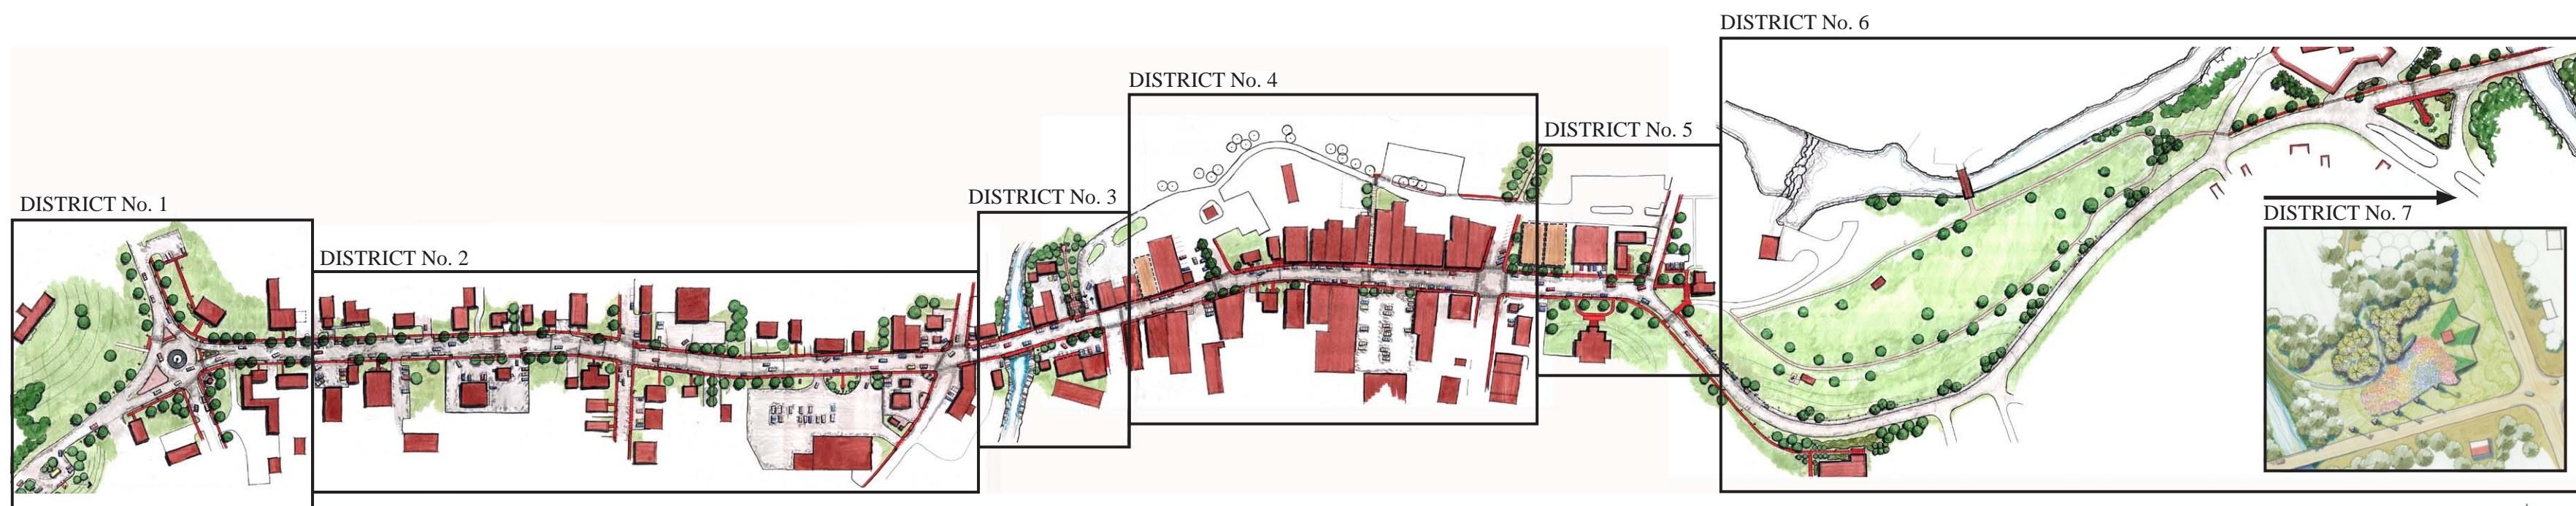 DISTRICT No. 1
DISTRICT No. 2
DISTRICT No. 3
DISTRICT No. 4
DISTRICT No. 5
DISTRICT No. 6
DISTRICT No. 7